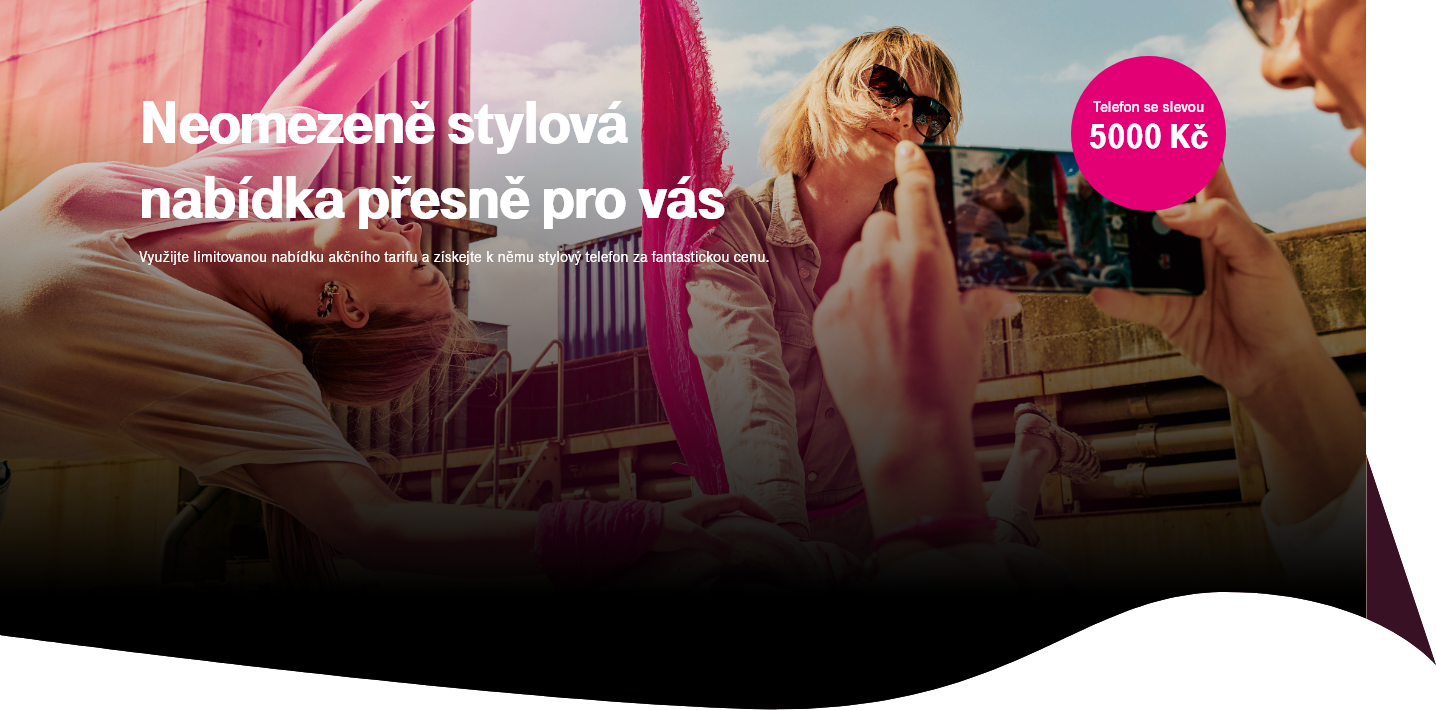 Neomezeně stylová
nabídka přesně pro vás
Využijte limitovanou nabídku akčního tarifu a získejte k němu stylový telefon za fantastickou cenu.
Telefon se slevou
5000 Kč